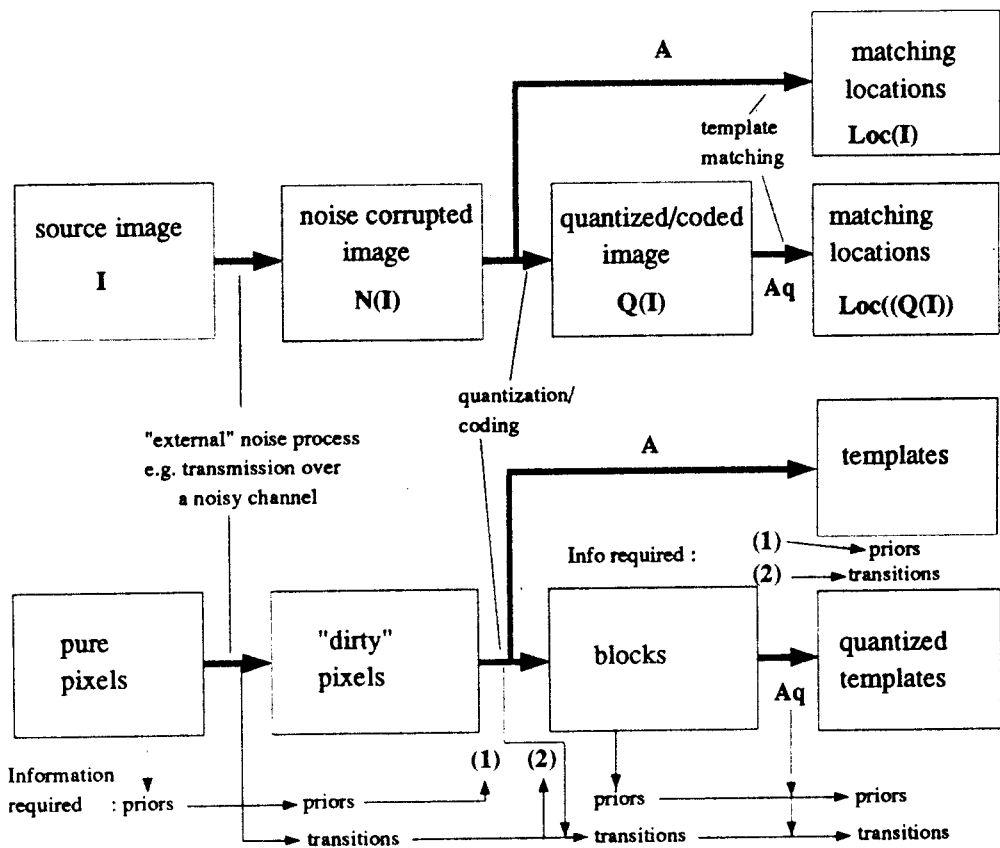 A
matching
locations
Loc(I)
template
matching
source image
I
noise corrupted
image
N(I)
quantized/coded
image
Q(I)
Aq
matching
locations
Loc((Q(I))
quantization/
coding
"external" noise process
e.g. transmission over
a noisy channel
A
templates
Info required :
(1)
priors
(2)
transitions
pure
pixels
"dirty"
pixels
blocks
Aq
quantized
templates
(1)
(2)
Information
required : priors
priors
priors
priors
transitions
transitions
transitions